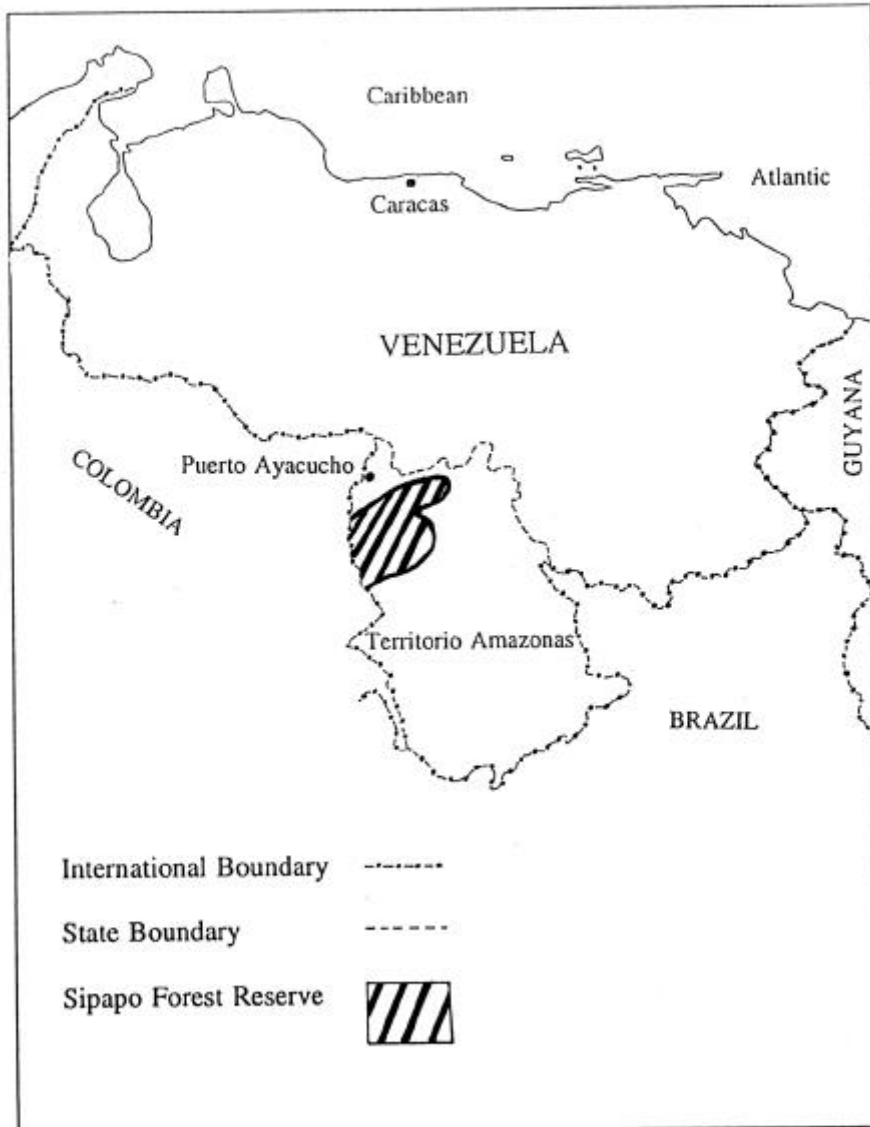 Caribbean
Atlantic
Caracas
VENEZUELA
GUYANA
Puerto Ayacucho
COLOMBIA
Territorio Amazonas
BRAZIL
International Boundary
State Boundary
Sipapo Forest Reserve